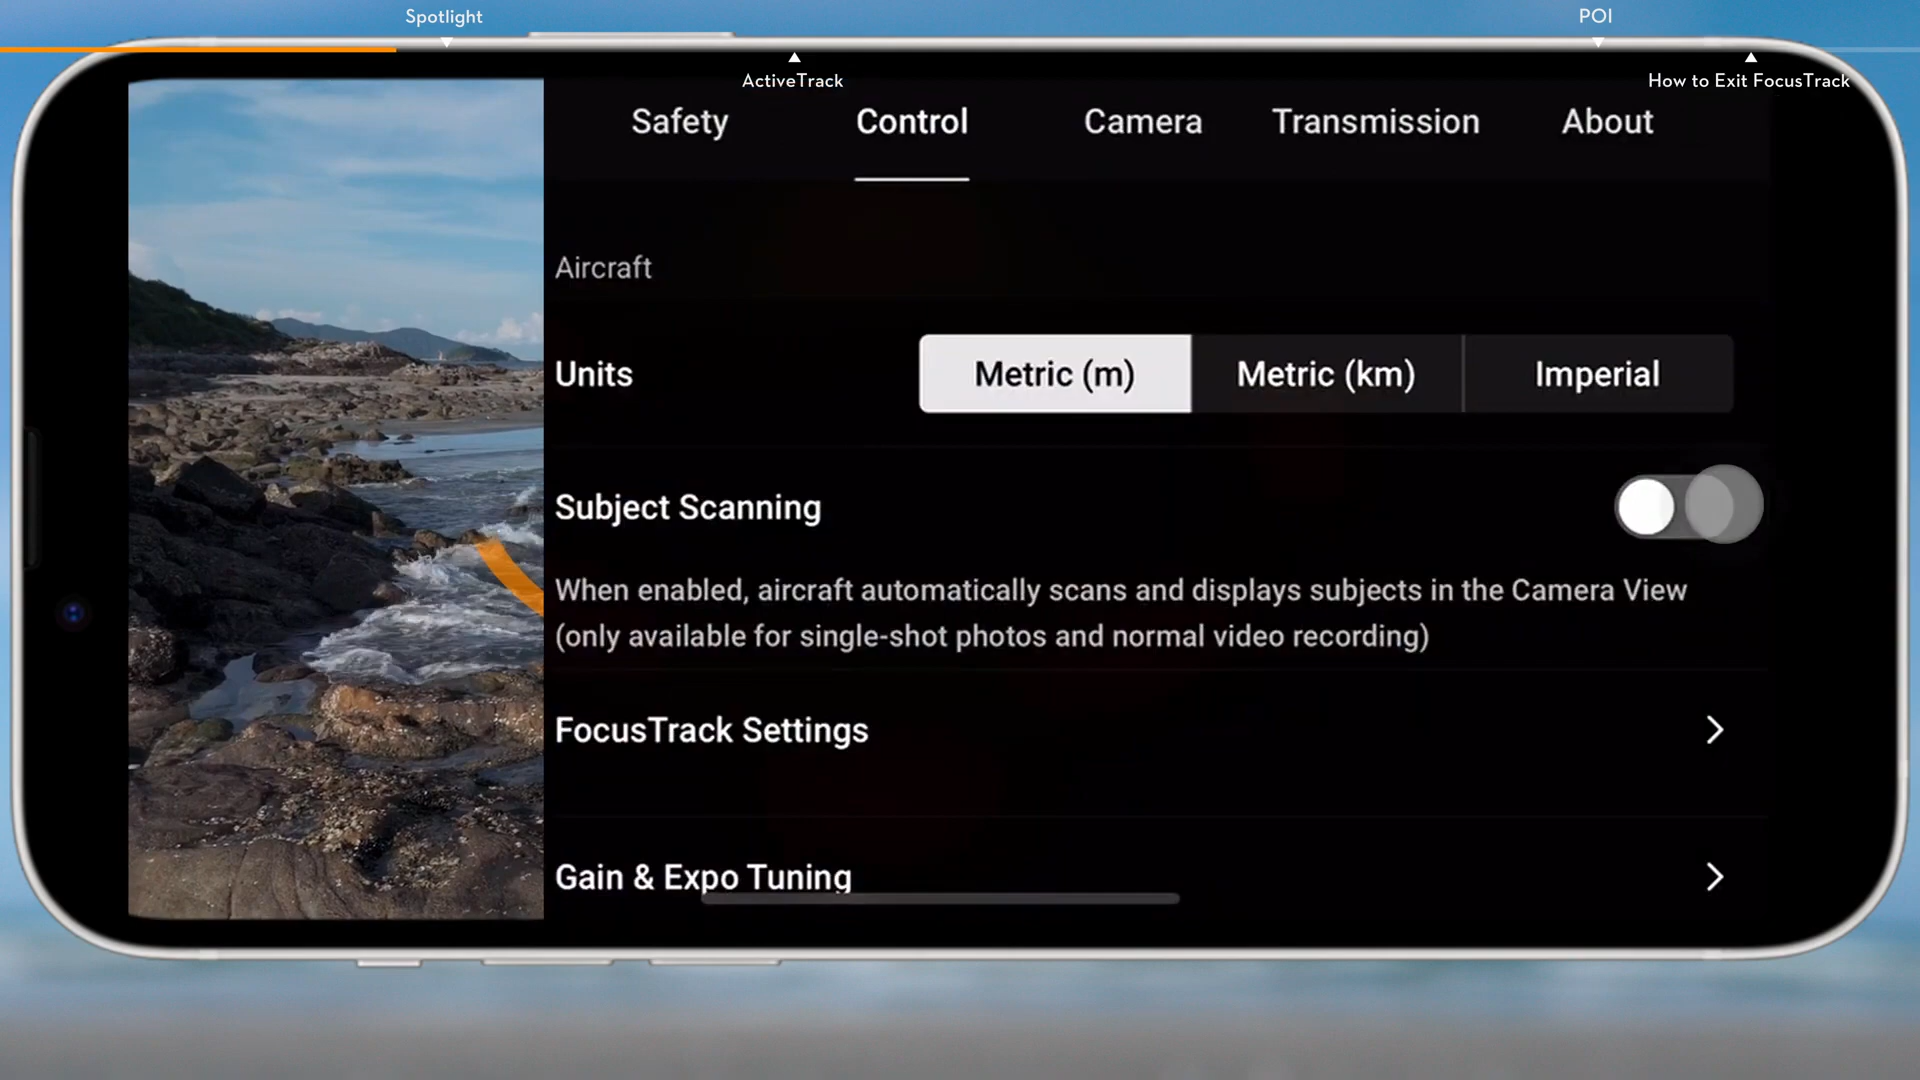 Spotlight
POI
ActiveTrack
How to Exit FocusTrack
Safety
Control
Camera
Transmission
About
Aircraft
Units
Metric (m)
Metric (km)
Imperial
Subject Scanning
When enabled, aircraft automatically scans and displays subjects in the Camera View
(only available for single-shot photos and normal video recording)
FocusTrack Settings
Gain & Expo Tuning